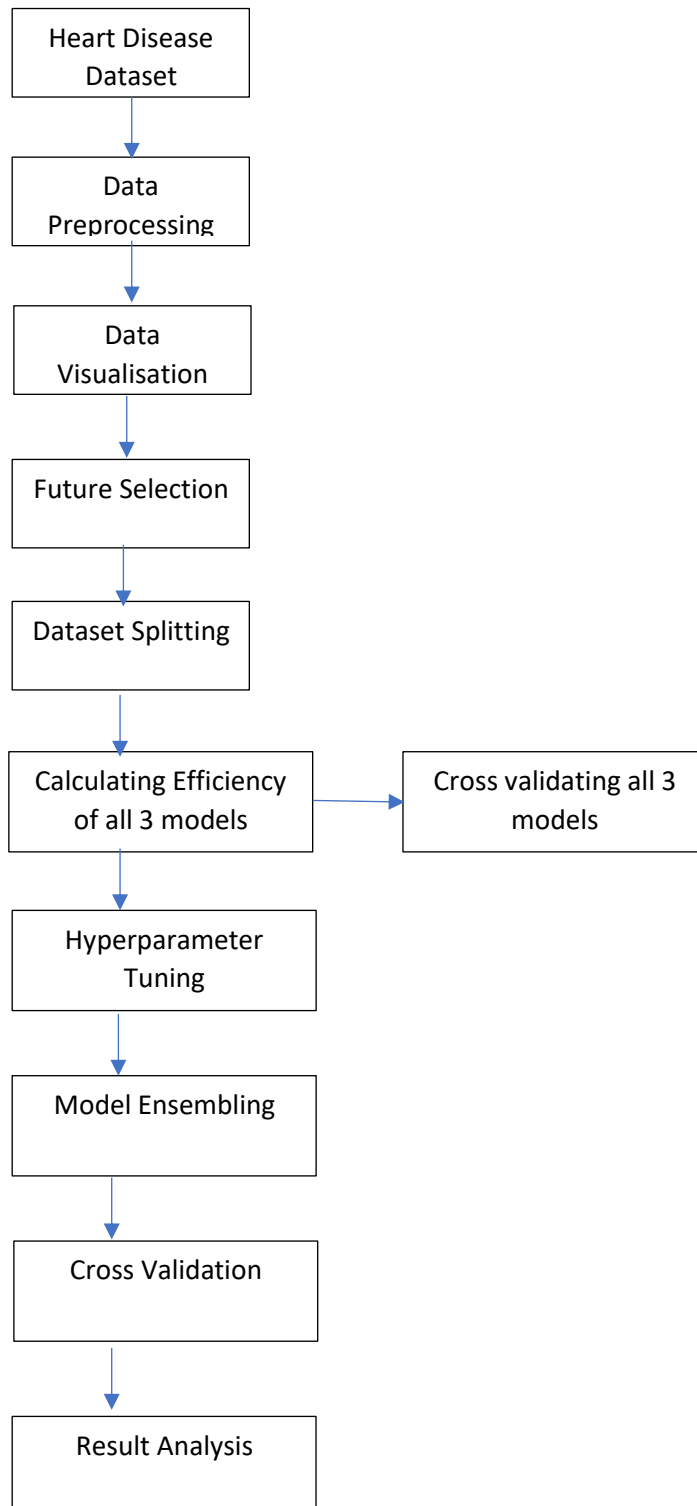 Heart Disease
Dataset
Data
Preprocessing
Data
Visualisation
Future Selection
Dataset Splitting
Calculating Efficiency
of all 3 models
Cross validating all 3
models
Hyperparameter
Tuning
Model Ensembling
Cross Validation
Result Analysis